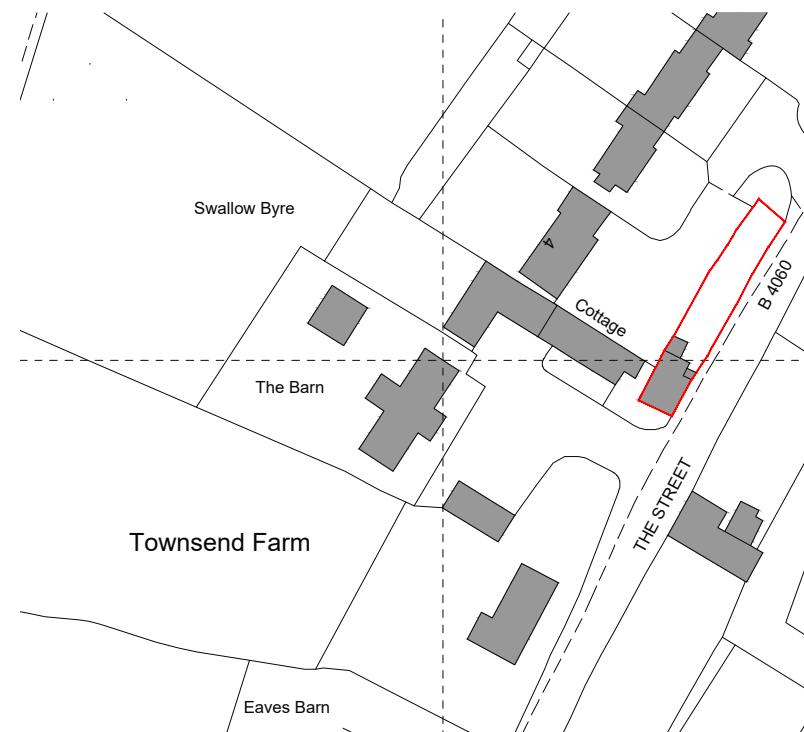 Swallow Byre
4
Cottage
B 4060
The Barn
THE STREET
Townsend Farm
Eaves Barn